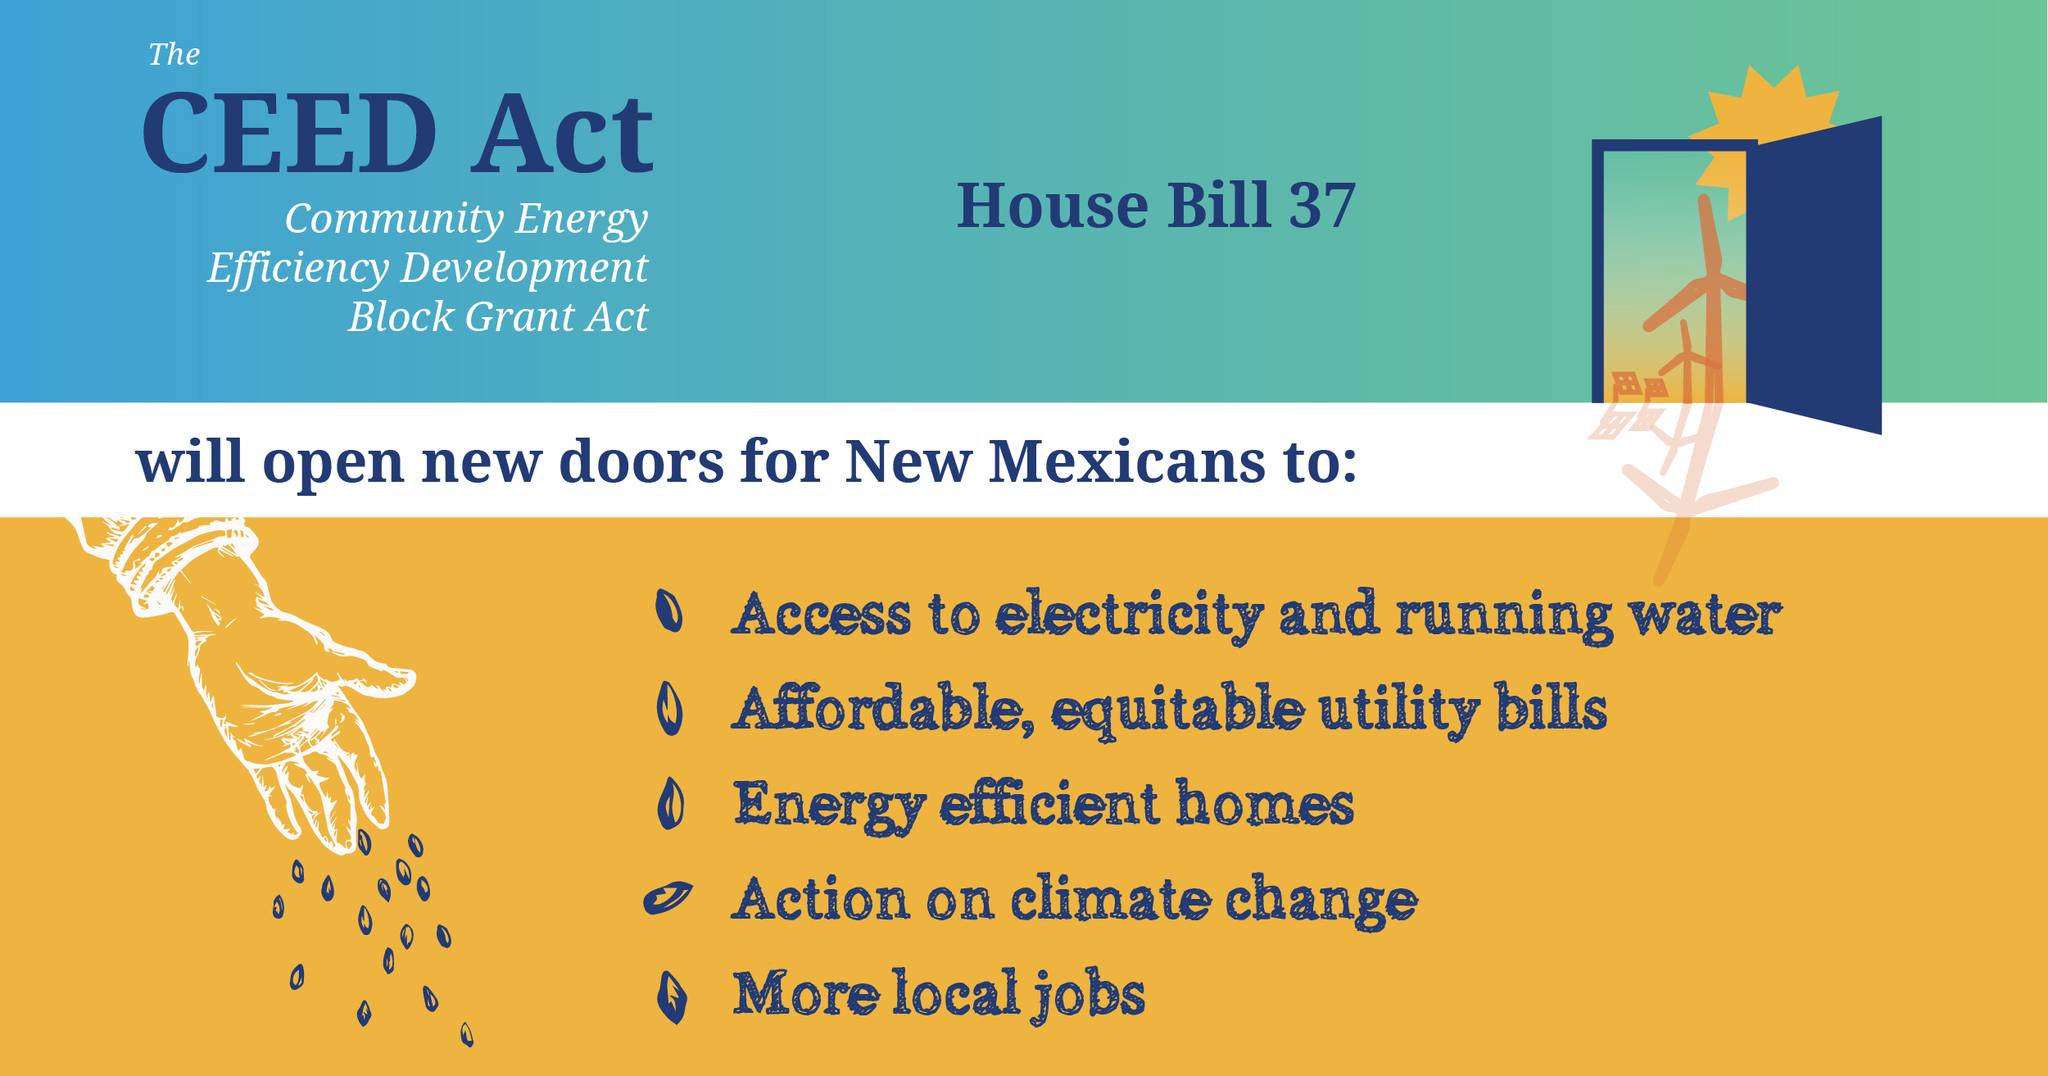 The
CEED Act
Community Energy
Efficiency Development
Block Grant Act
House Bill 37
will open new doors for New Mexicans to:
Access to electricity and running water
Affordable, equitable utility bills
Energy efficient homes
Action on climate change
More local jobs